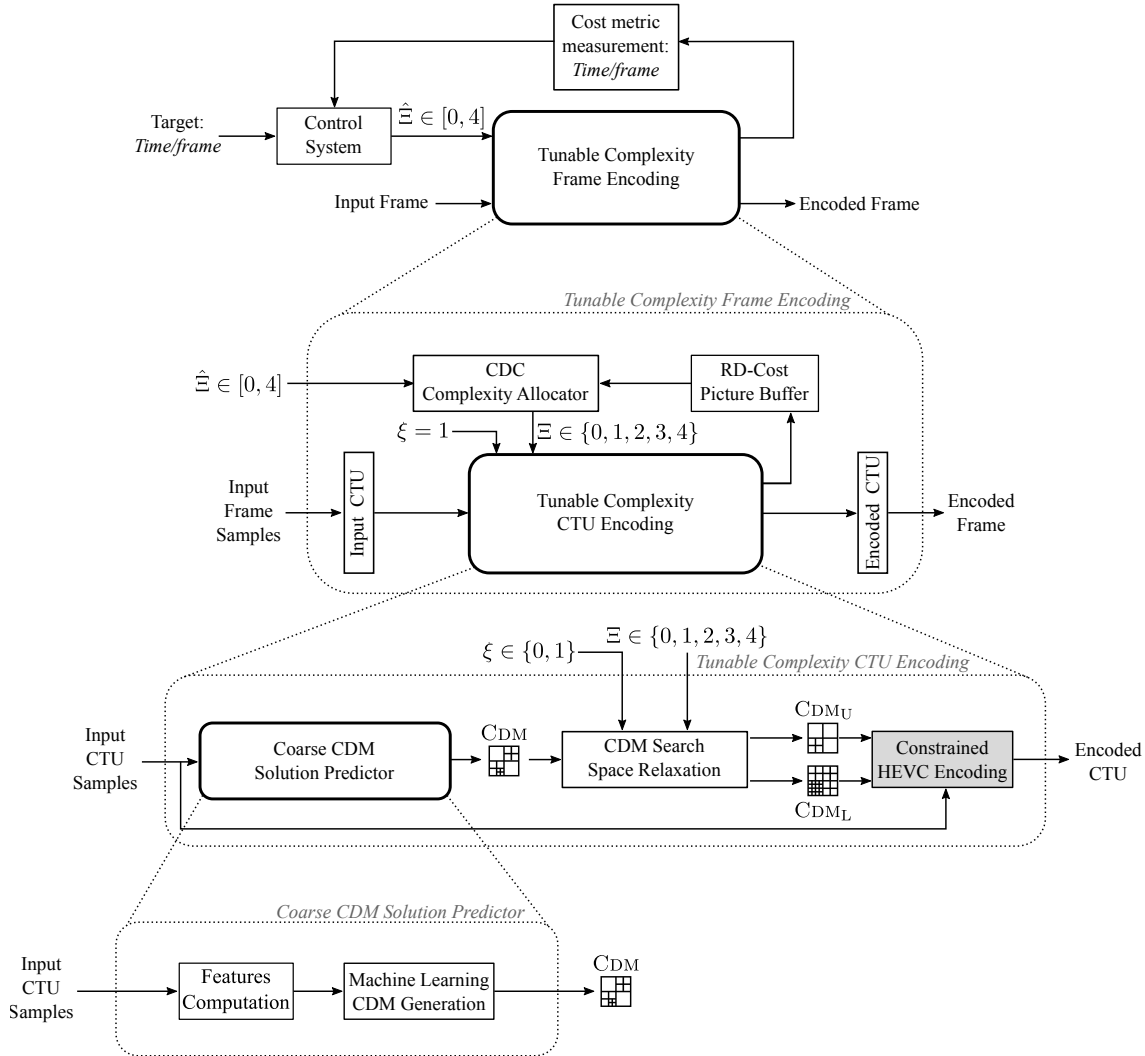 Cost metric
measurement:
Time/frame
Target:
Time/frame
Control
System
Ξ̂ ∈ [0, 4]
Tunable Complexity
Frame Encoding
Input Frame
Encoded Frame
Tunable Complexity Frame Encoding
Ξ̂ ∈ [0, 4]
CDC
Complexity Allocator
RD-Cost
Picture Buffer
ξ = 1
Ξ ∈ {0, 1, 2, 3, 4}
Input
Frame
Samples
Input CTU
Tunable Complexity
CTU Encoding
Encoded CTU
Encoded
Frame
ξ ∈ {0, 1}
Ξ ∈ {0, 1, 2, 3, 4}
Tunable Complexity CTU Encoding
Input
CTU
Samples
Coarse CDM
Solution Predictor
CDM
CDM Search
Space Relaxation
CDM_U
CDM_L
Constrained
HEVC Encoding
Encoded
CTU
Coarse CDM Solution Predictor
Input
CTU
Samples
Features
Computation
Machine Learning
CDM Generation
CDM